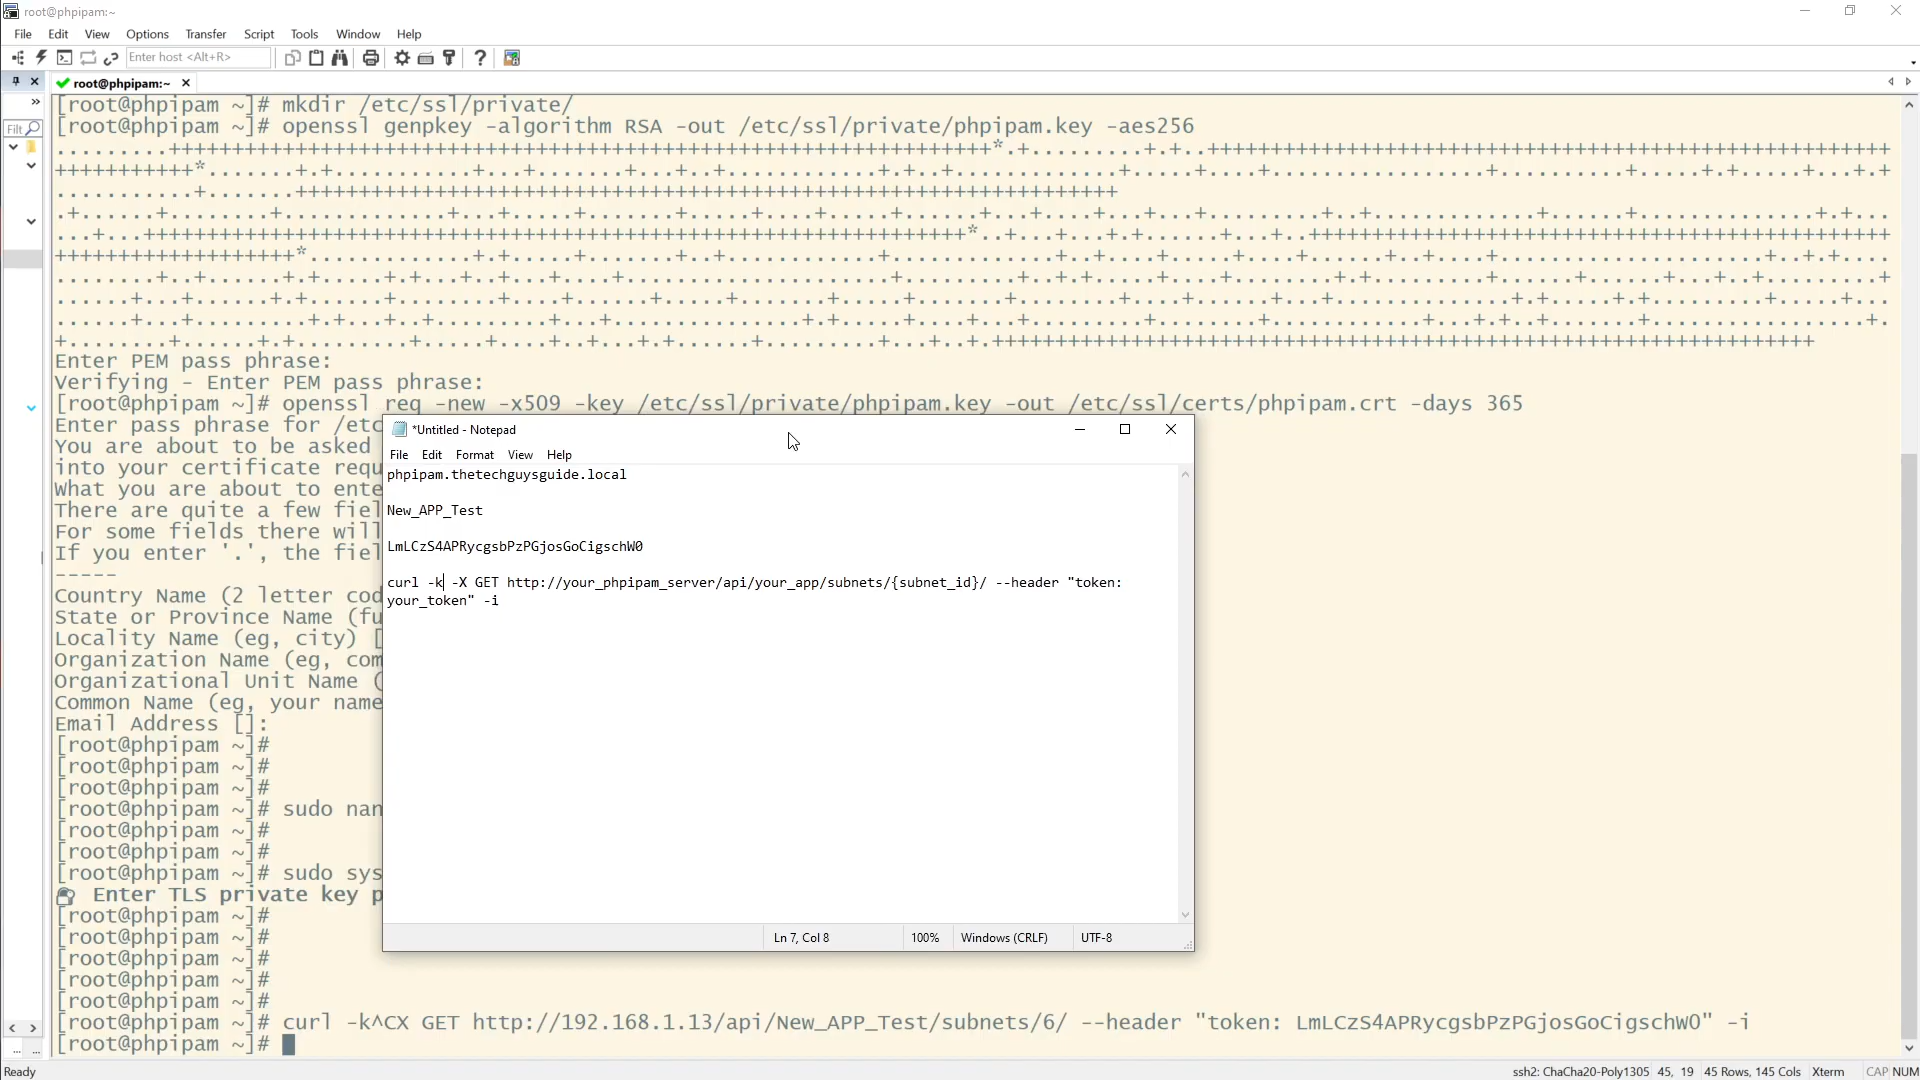 root@phpipam:~
File Edit View Options Transfer Script Tools Window Help
Enter host <Alt+R>
root@phpipam:~
[root@phpipam ~]# mkdir /etc/ssl/private/
Filt
[root@phpipam ~]# openssl genpkey -algorithm RSA -out /etc/ssl/private/phpipam.key -aes256
Enter PEM pass phrase:
Verifying - Enter PEM pass phrase:
[root@phpipam ~]# openssl req -new -x509 -key /etc/ssl/private/phpipam.key -out /etc/ssl/certs/phpipam.crt -days 365
Enter pass phrase for /etc
You are about to be asked
into your certificate requ
What you are about to ente
There are quite a few fiel
For some fields there will
If you enter '.', the fiel
-----
Country Name (2 letter cod
State or Province Name (fu
Locality Name (eg, city) [
Organization Name (eg, com
Organizational Unit Name (
Common Name (eg, your name
Email Address []:
[root@phpipam ~]#
[root@phpipam ~]#
[root@phpipam ~]#
[root@phpipam ~]# sudo nan
[root@phpipam ~]#
[root@phpipam ~]#
[root@phpipam ~]# sudo sys
Enter TLS private key p
[root@phpipam ~]#
[root@phpipam ~]#
[root@phpipam ~]#
[root@phpipam ~]#
[root@phpipam ~]#
[root@phpipam ~]# curl -k^CX GET http://192.168.1.13/api/New_APP_Test/subnets/6/ --header "token: LmLCzS4APRycgsbPzPGjosGoCigschW0" -i
[root@phpipam ~]#
*Untitled - Notepad
File Edit Format View Help
phpipam.thetechguysguide.local
New_APP_Test
LmLCzS4APRycgsbPzPGjosGoCigschW0
curl -k -X GET http://your_phpipam_server/api/your_app/subnets/{subnet_id}/ --header "token:
your_token" -i
Ln 7, Col 8 100% Windows (CRLF) UTF-8
Ready ssh2: ChaCha20-Poly1305 45, 19 45 Rows, 145 Cols Xterm CAP NUM